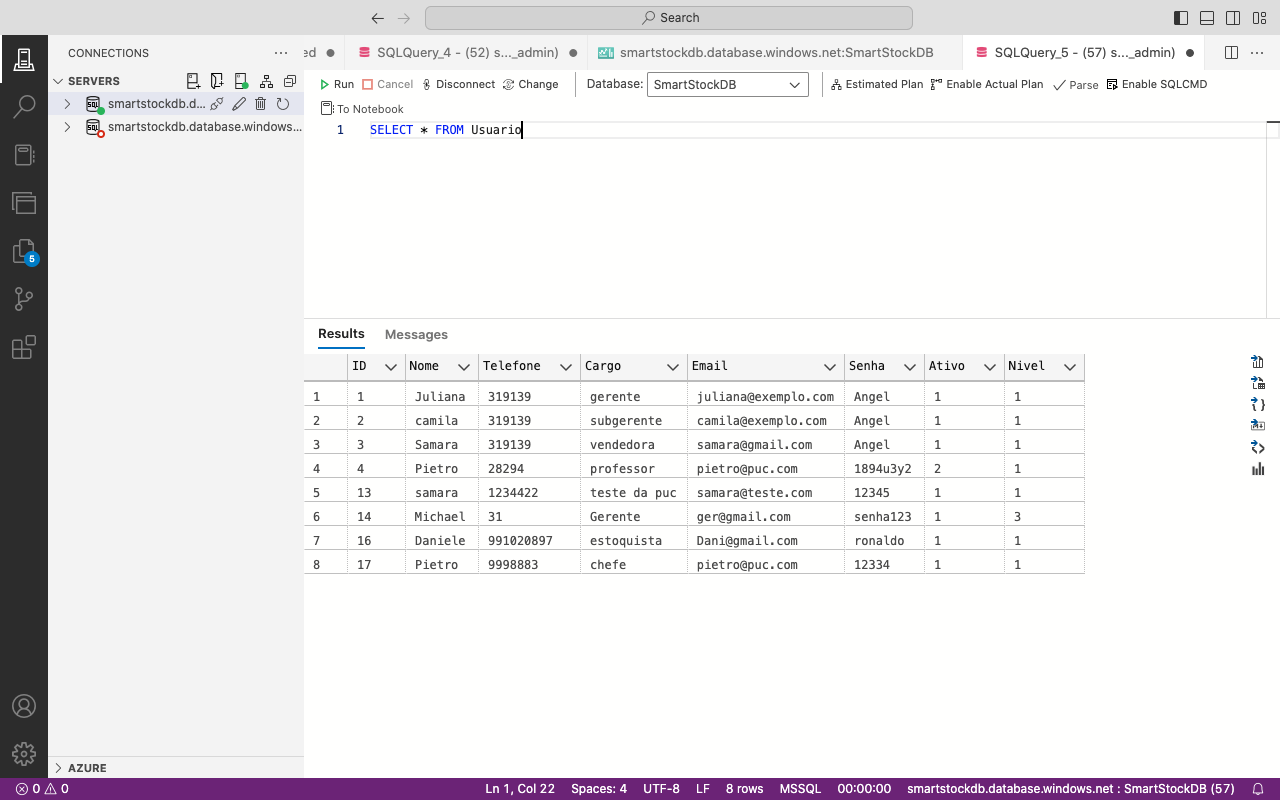 Search
ed
SQLQuery_4 - (52) s..._admin)
smartstockdb.database.windows.net:SmartStockDB
SQLQuery_5 - (57) s..._admin)
CONNECTIONS
SERVERS
smartstockdb.d...
smartstockdb.database.windows...
Run Cancel Disconnect Change Database: SmartStockDB Estimated Plan Enable Actual Plan Parse Enable SQLCMD
To Notebook
1 SELECT * FROM Usuario
5
Results Messages
ID Nome Telefone Cargo Email Senha Ativo Nivel
1 1 Juliana 319139 gerente juliana@exemplo.com Angel 1 1
2 2 camila 319139 subgerente camila@exemplo.com Angel 1 1
3 3 Samara 319139 vendedora samara@gmail.com Angel 1 1
4 4 Pietro 28294 professor pietro@puc.com 1894u3y2 2 1
5 13 samara 1234422 teste da puc samara@teste.com 12345 1 1
6 14 Michael 31 Gerente ger@gmail.com senha123 1 3
7 16 Daniele 991020897 estoquista Dani@gmail.com ronaldo 1 1
8 17 Pietro 9998883 chefe pietro@puc.com 12334 1 1
AZURE
0 0 Ln 1, Col 22 Spaces: 4 UTF-8 LF 8 rows MSSQL 00:00:00 smartstockdb.database.windows.net : SmartStockDB (57)